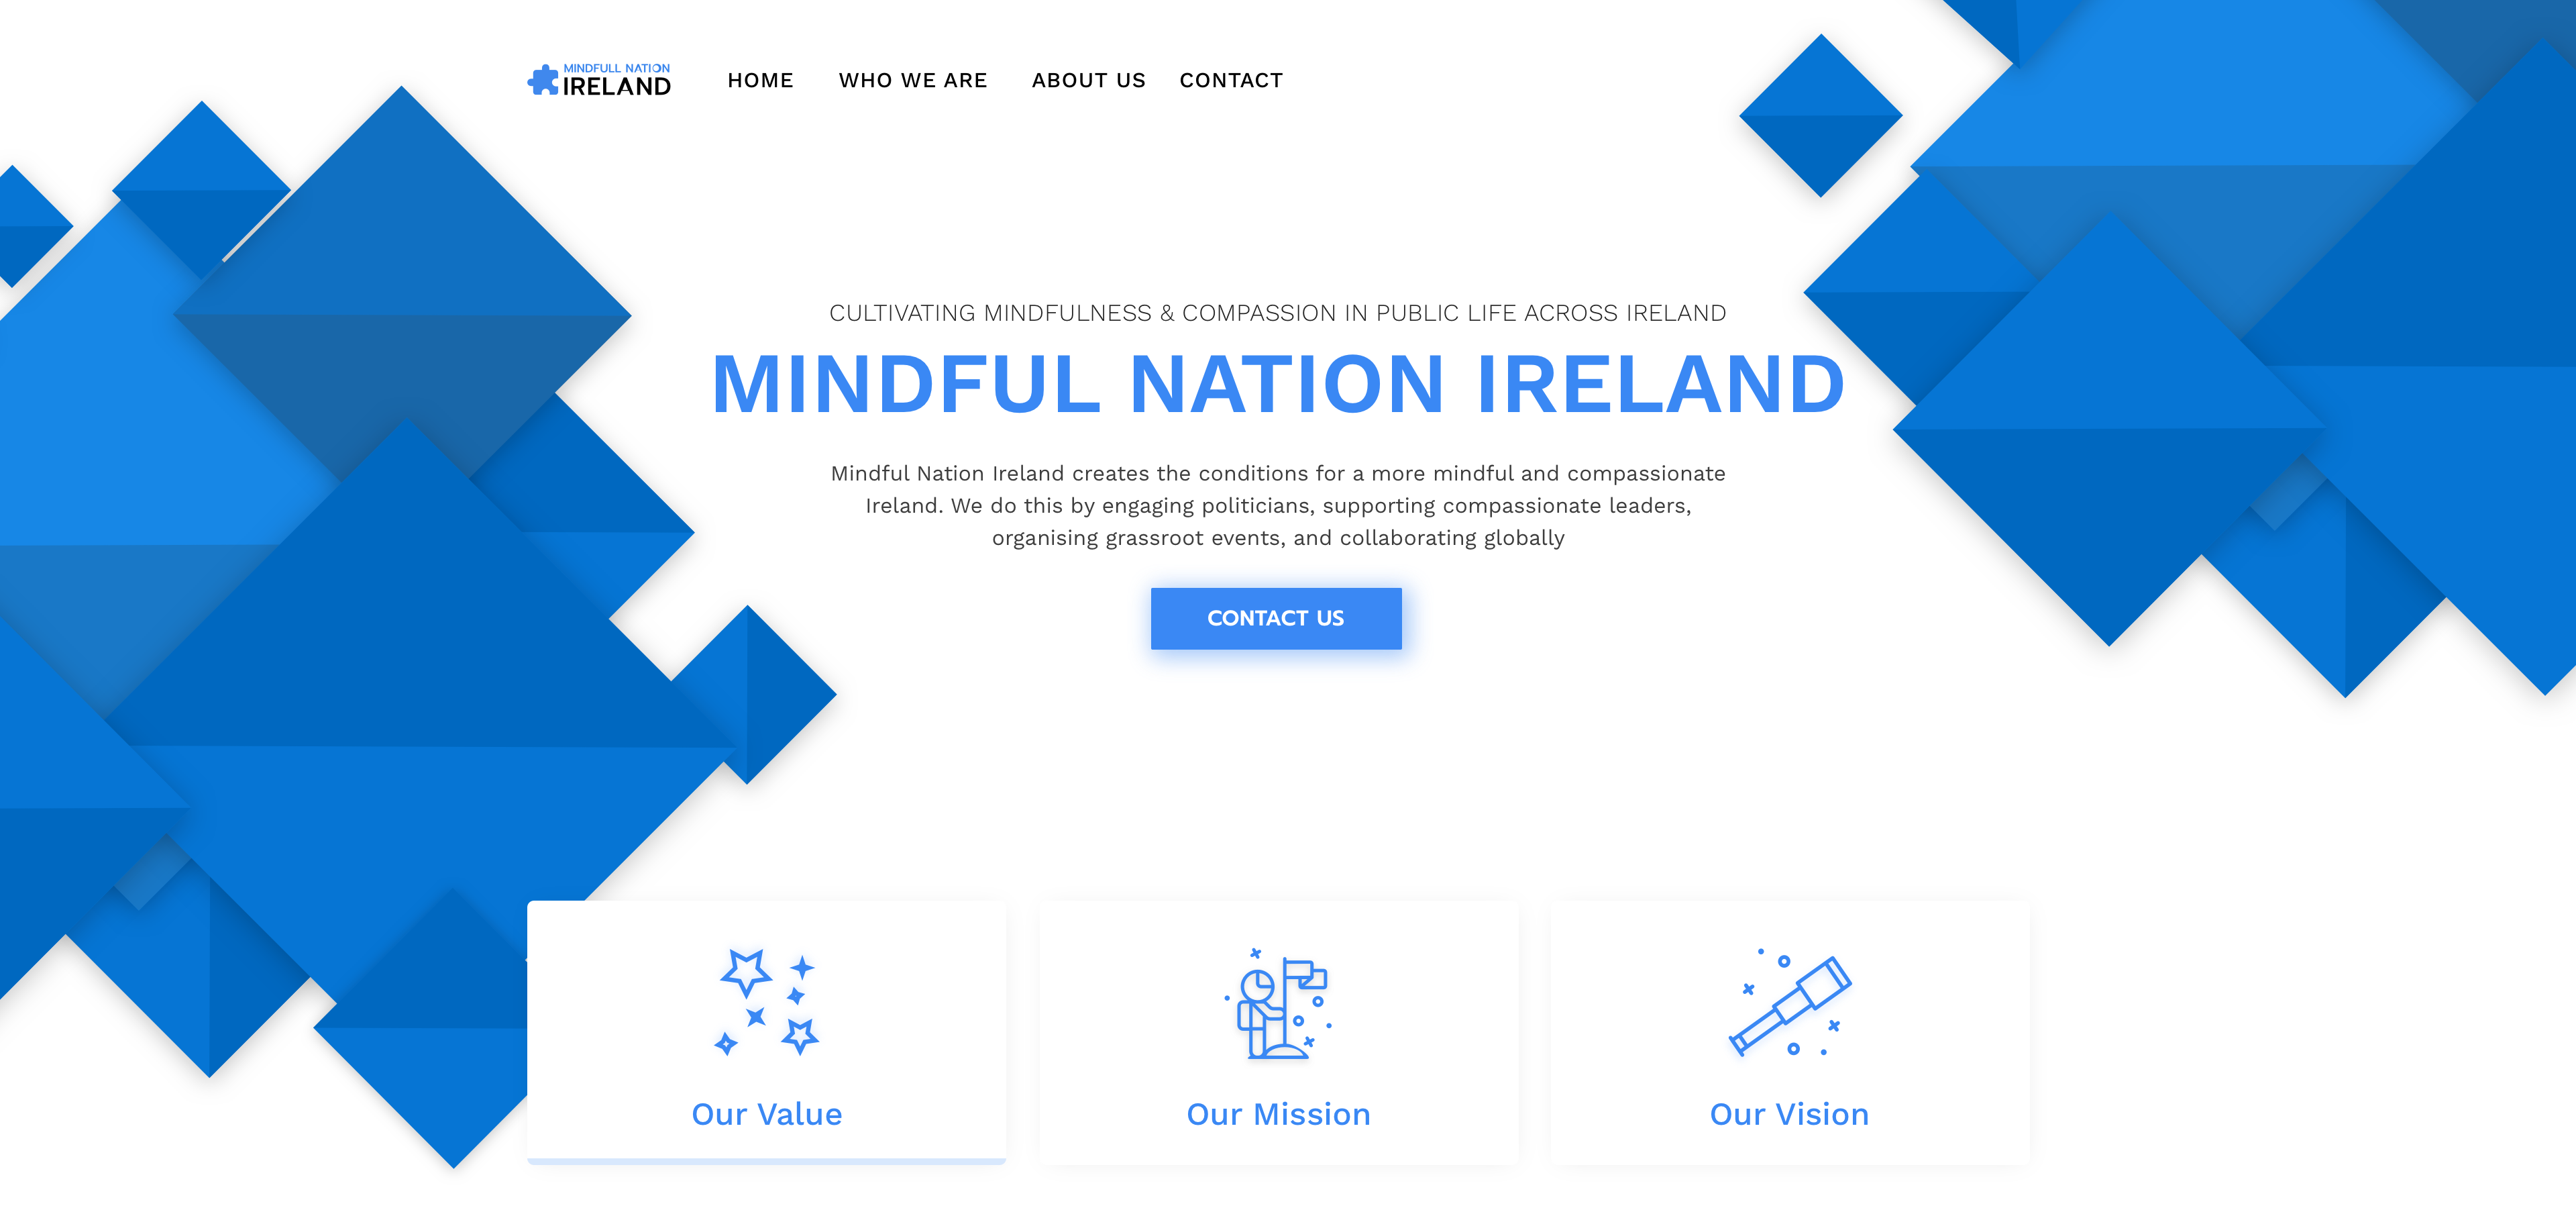 MINDFULL NATION
IRELAND
HOME WHO WE ARE ABOUT US CONTACT
CULTIVATING MINDFULNESS & COMPASSION IN PUBLIC LIFE ACROSS IRELAND
MINDFUL NATION IRELAND
Mindful Nation Ireland creates the conditions for a more mindful and compassionate
Ireland. We do this by engaging politicians, supporting compassionate leaders,
organising grassroot events, and collaborating globally
CONTACT US
Our Value
Our Mission
Our Vision